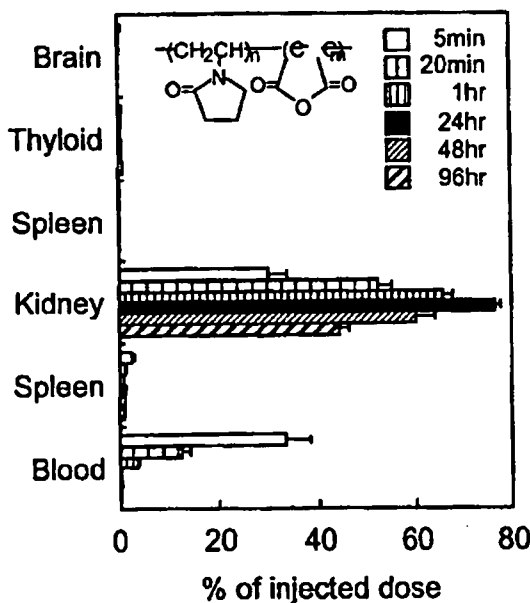 Brain
(CH₂CH)n (e e)m
N
O O O
O
5min
20min
1hr
24hr
48hr
96hr
Thyloid
Spleen
Kidney
Spleen
Blood
0 20 40 60 80
% of injected dose